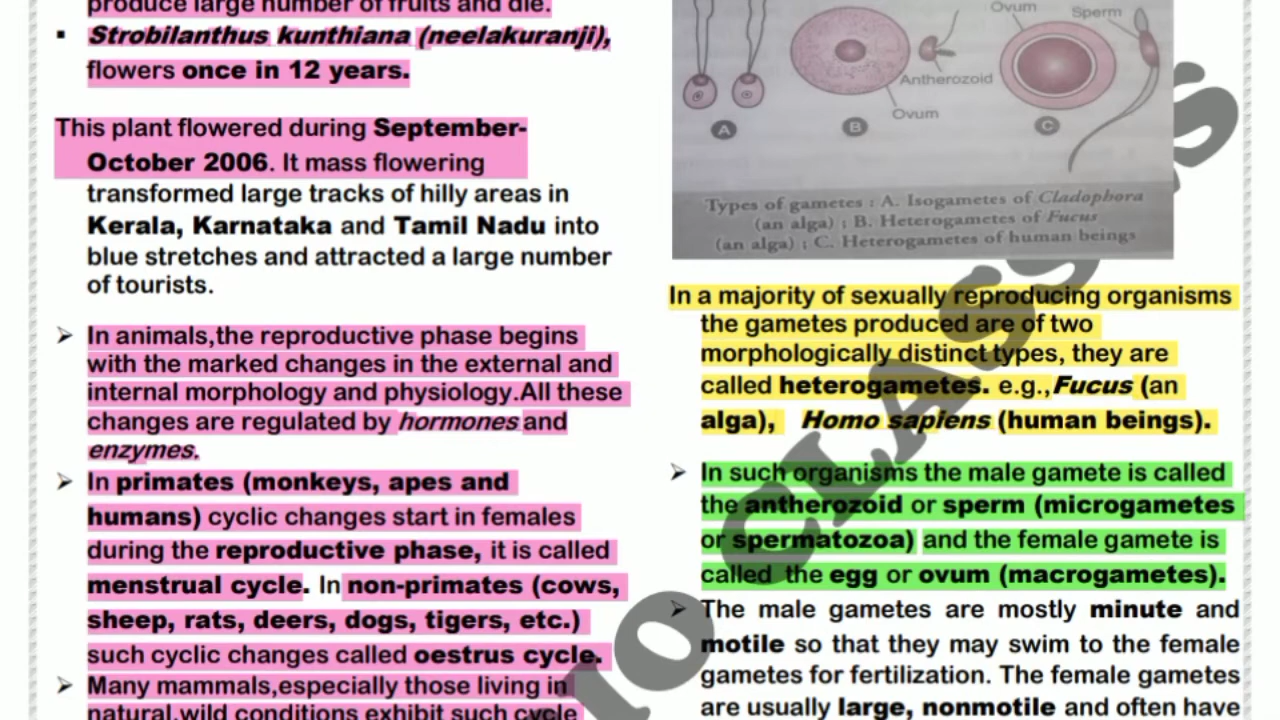 produce large number of fruits and die.
▪ Strobilanthus kunthiana (neelakuranji),
flowers once in 12 years.
This plant flowered during September-
October 2006. It mass flowering
transformed large tracks of hilly areas in
Kerala, Karnataka and Tamil Nadu into
blue stretches and attracted a large number
of tourists.
➢ In animals,the reproductive phase begins
with the marked changes in the external and
internal morphology and physiology.All these
changes are regulated by hormones and
enzymes.
➢ In primates (monkeys, apes and
humans) cyclic changes start in females
during the reproductive phase, it is called
menstrual cycle. In non-primates (cows,
sheep, rats, deers, dogs, tigers, etc.)
such cyclic changes called oestrus cycle.
➢ Many mammals,especially those living in
natural,wild conditions exhibit such cycle
Ovum
Sperm
Antherozoid
Ovum
A
B
C
Types of gametes : A. Isogametes of Cladophora
(an alga) ; B. Heterogametes of Fucus
(an alga) ; C. Heterogametes of human beings
In a majority of sexually reproducing organisms
the gametes produced are of two
morphologically distinct types, they are
called heterogametes. e.g.,Fucus (an
alga), Homo sapiens (human beings).
➢ In such organisms the male gamete is called
the antherozoid or sperm (microgametes
or spermatozoa) and the female gamete is
called the egg or ovum (macrogametes).
➢ The male gametes are mostly minute and
motile so that they may swim to the female
gametes for fertilization. The female gametes
are usually large, nonmotile and often have
IO CLASSES